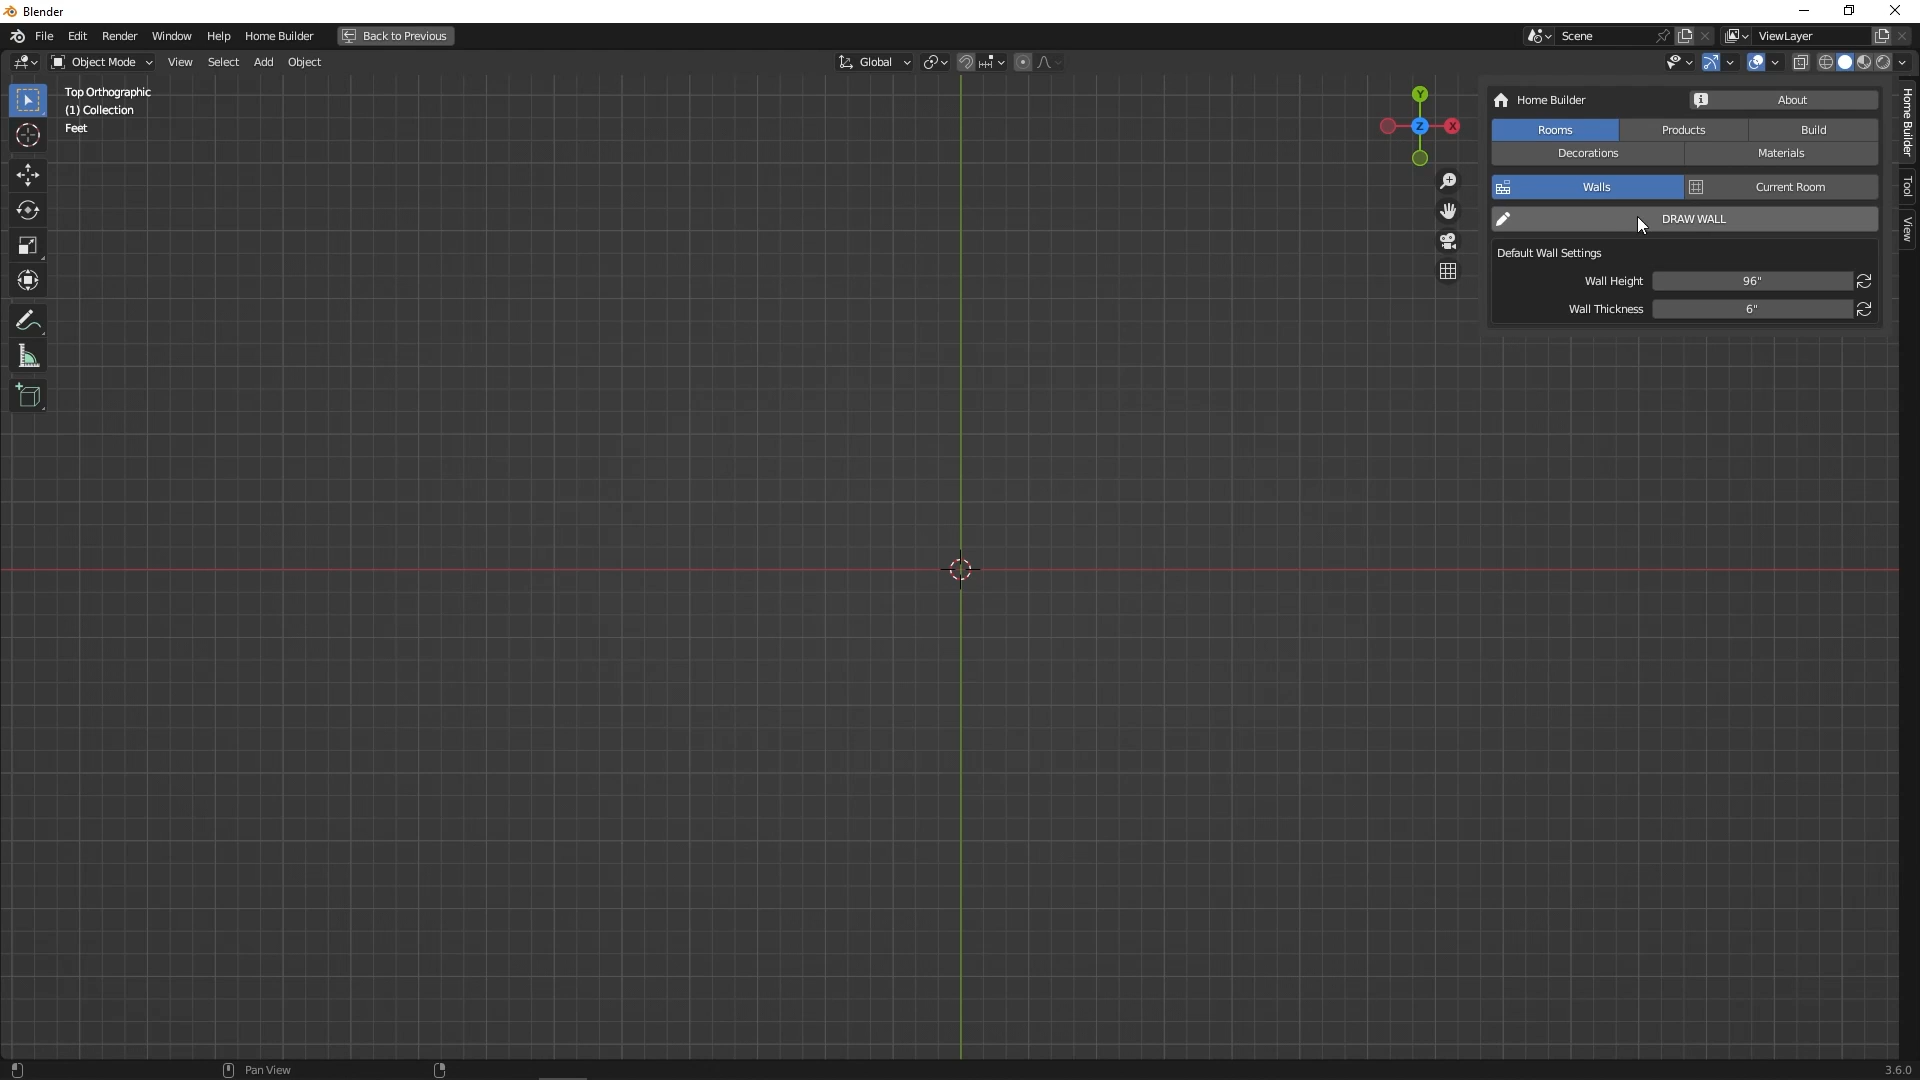 Blender
File Edit Render Window Help Home Builder Back to Previous Scene ViewLayer
Object Mode View Select Add Object Global
Top Orthographic
(1) Collection
Feet
Y
X
Z
Home Builder About
Rooms Products Build
Decorations Materials
Walls Current Room
DRAW WALL
Default Wall Settings
Wall Height 96"
Wall Thickness 6"
Home Builder
Tool
View
Pan View 3.6.0